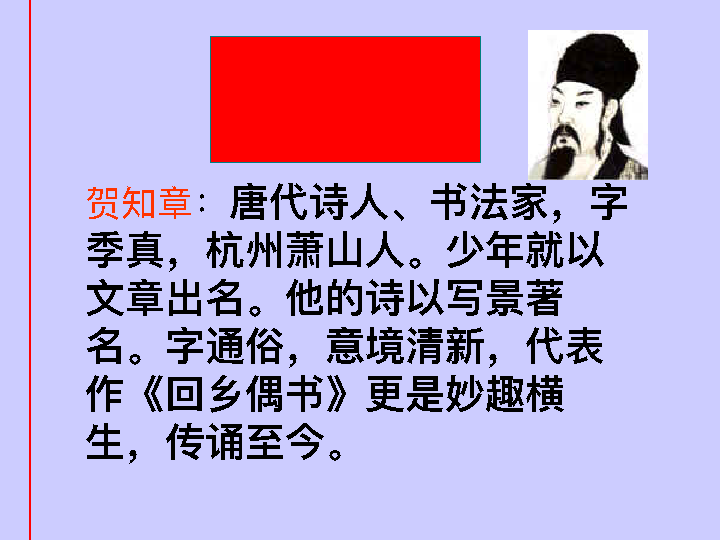 贺知章：唐代诗人、书法家，字
季真，杭州萧山人。少年就以
文章出名。他的诗以写景著
名。字通俗，意境清新，代表
作《回乡偶书》更是妙趣横
生，传诵至今。